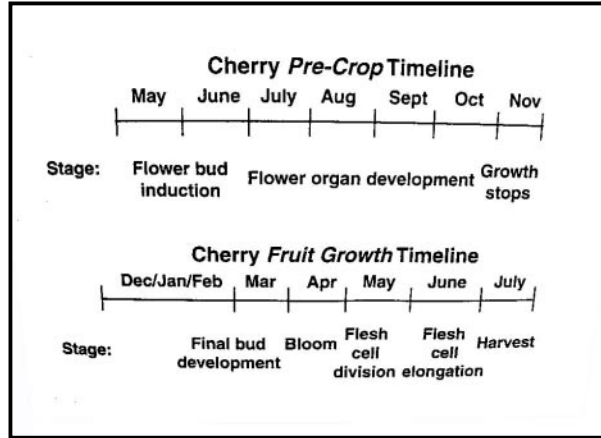 Cherry Pre-Crop Timeline
May June July Aug Sept Oct Nov
Stage: Flower bud induction Flower organ development Growth stops
Cherry Fruit Growth Timeline
Dec/Jan/Feb Mar Apr May June July
Stage: Final bud development Bloom Flesh cell division Flesh cell elongation Harvest